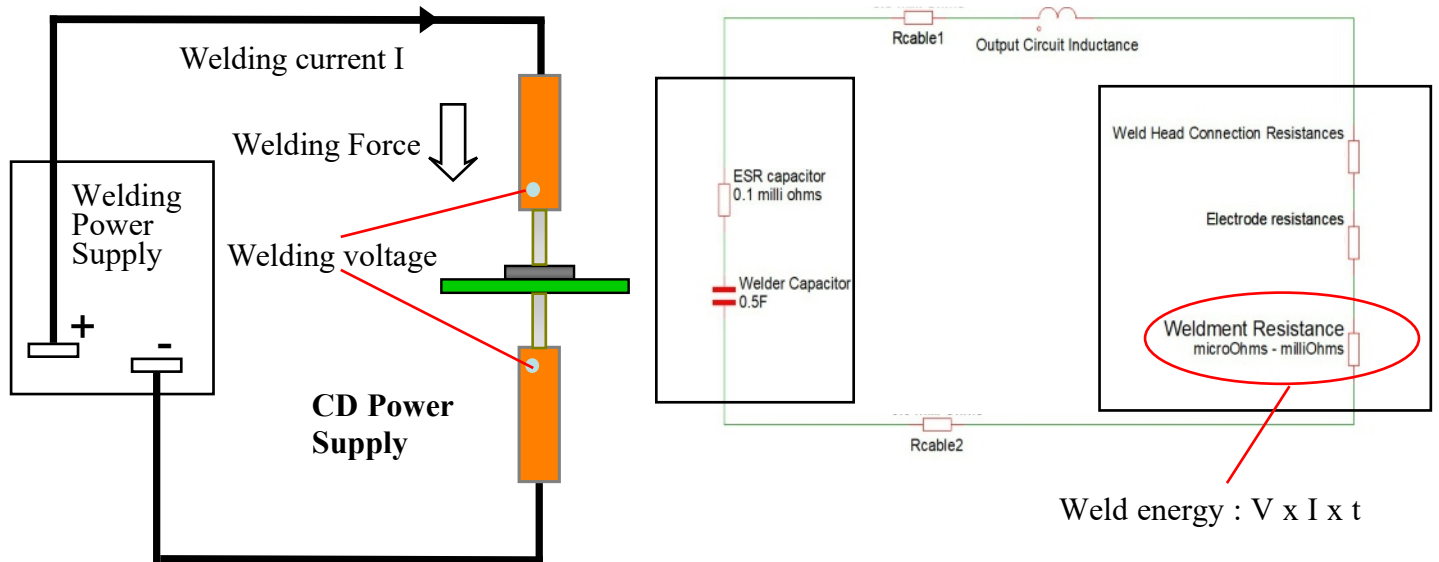 Welding current I
Welding Force
Welding
Power
Supply
Welding voltage
+
-
CD Power
Supply
Rcable1
Output Circuit Inductance
ESR capacitor
0.1 milli ohms
Welder Capacitor
0.5F
Weld Head Connection Resistances
Electrode resistances
Weldment Resistance
microOhms - milliOhms
Rcable2
Weld energy : V x I x t